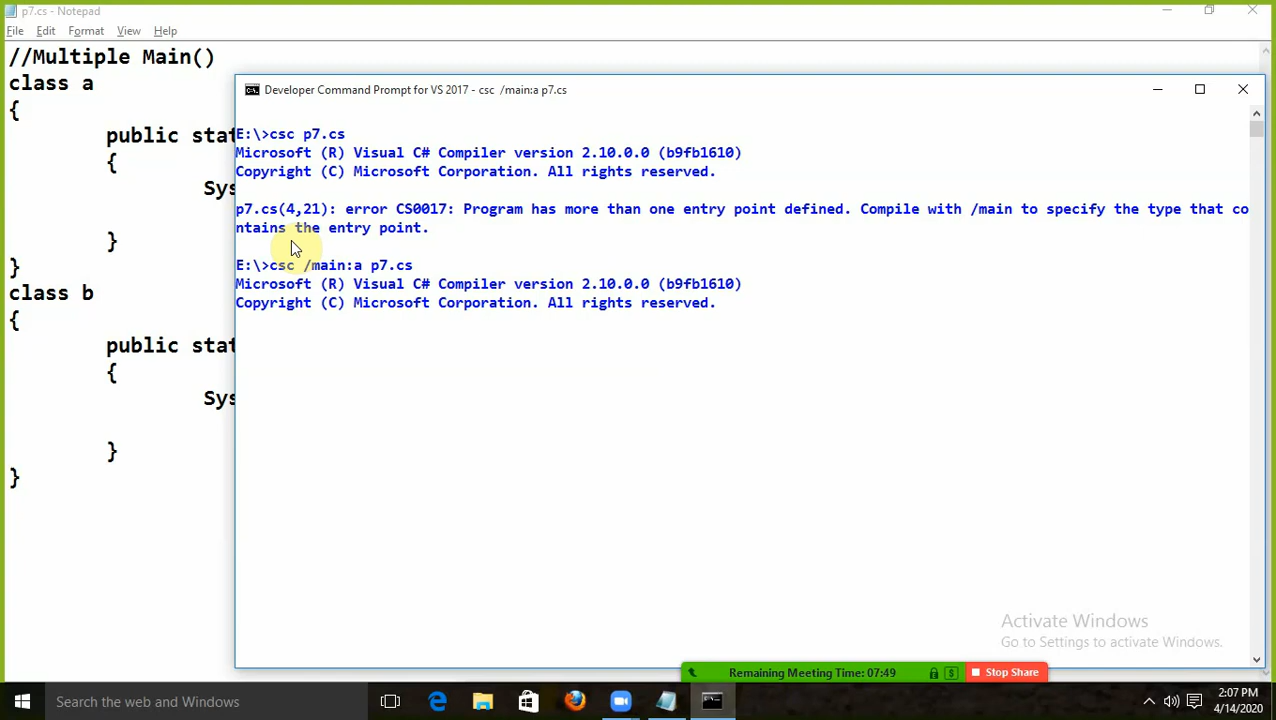 p7.cs - Notepad
File Edit Format View Help
//Multiple Main()
class a
{
public stat
{
Sys
}
}
class b
{
public stat
{
Sys
}
}
Developer Command Prompt for VS 2017 - csc /main:a p7.cs
E:\>csc p7.cs
Microsoft (R) Visual C# Compiler version 2.10.0.0 (b9fb1610)
Copyright (C) Microsoft Corporation. All rights reserved.
p7.cs(4,21): error CS0017: Program has more than one entry point defined. Compile with /main to specify the type that co
ntains the entry point.
E:\>csc /main:a p7.cs
Microsoft (R) Visual C# Compiler version 2.10.0.0 (b9fb1610)
Copyright (C) Microsoft Corporation. All rights reserved.
Activate Windows
Go to Settings to activate Windows.
Remaining Meeting Time: 07:49 Stop Share
Search the web and Windows
2:07 PM
4/14/2020